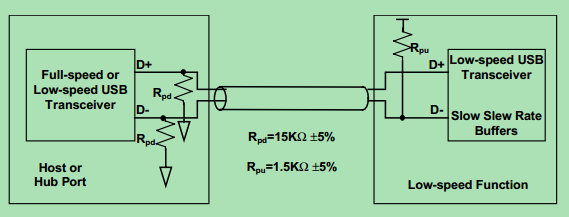 Full-speed or
Low-speed USB
Transceiver
D+
D-
Rpd
Rpd
Host or
Hub Port
Rpd=15KΩ ±5%
Rpu=1.5KΩ ±5%
Rpu
D+
D-
Low-speed USB
Transceiver
Slow Slew Rate
Buffers
Low-speed Function